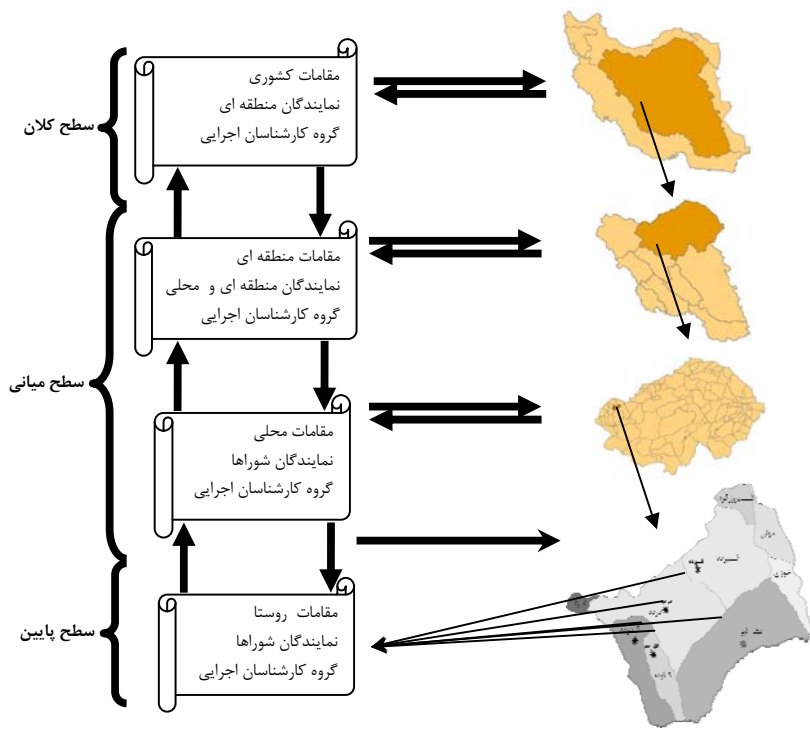 مقامات کشوری
نمایندگان منطقه ای
گروه کارشناسان اجرایی
سطح کلان
مقامات منطقه ای
نمایندگان منطقه ای و محلی
گروه کارشناسان اجرایی
سطح میانی
مقامات محلی
نمایندگان شوراها
گروه کارشناسان اجرایی
مقامات روستا
نمایندگان شوراها
گروه کارشناسان اجرایی
سطح پایین